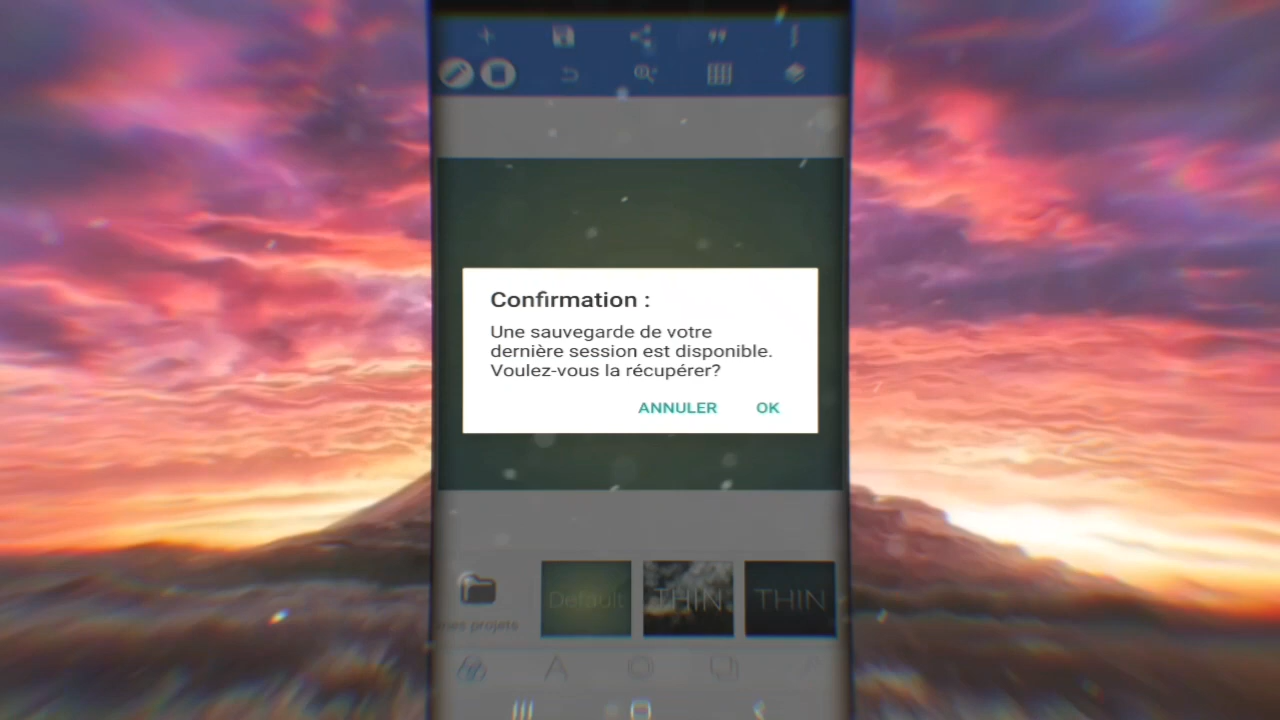 Confirmation :
Une sauvegarde de votre
dernière session est disponible.
Voulez-vous la récupérer?
ANNULER OK
Default THIN THIN
mes projets